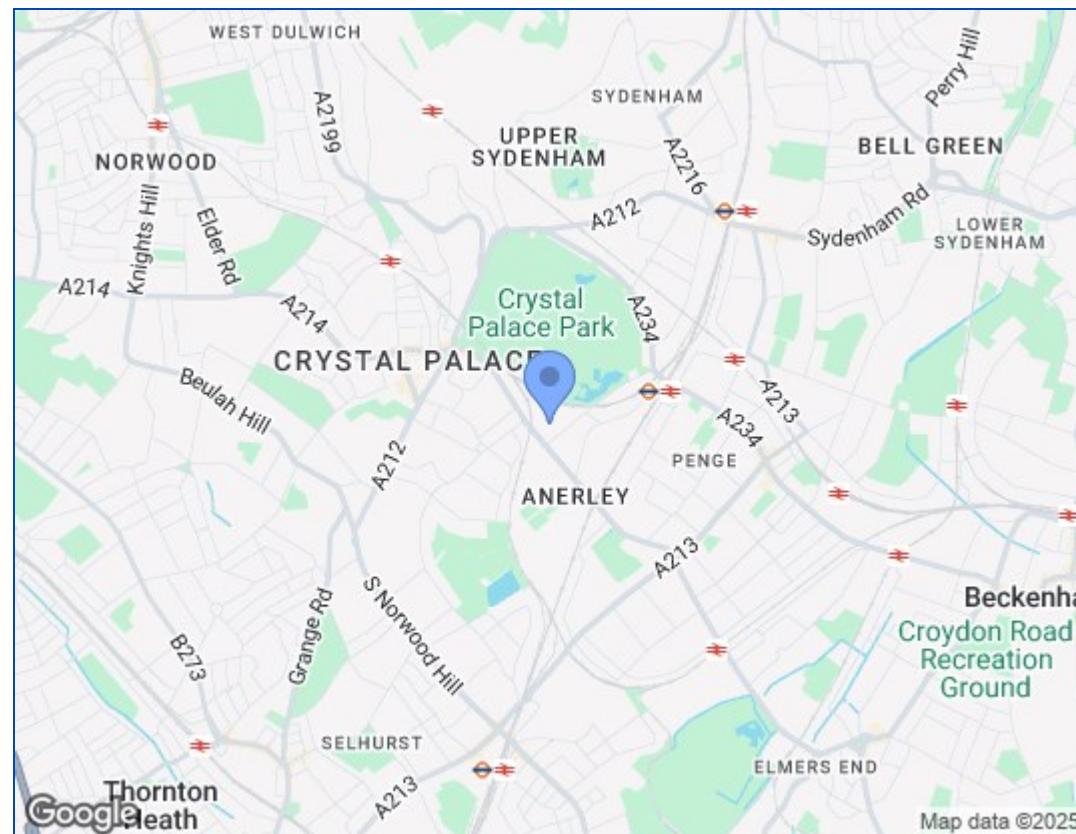 WEST DULWICH
A2199
SYDENHAM
Perry Hill
UPPER
SYDENHAM
A2216
BELL GREEN
NORWOOD
Knights Hill
Elder Rd
A212
Sydenham Rd
LOWER
SYDENHAM
A214
A214
Crystal
Palace Park
A234
CRYSTAL PALACE
Beulah Hill
A212
A213
A234
PENGE
ANERLEY
A213
S Norwood Hill
Grange Rd
B273
Beckenha
Croydon Road
Recreation
Ground
SELHURST
A213
ELMERS END
Thornton
Heath
Google
Map data ©2025